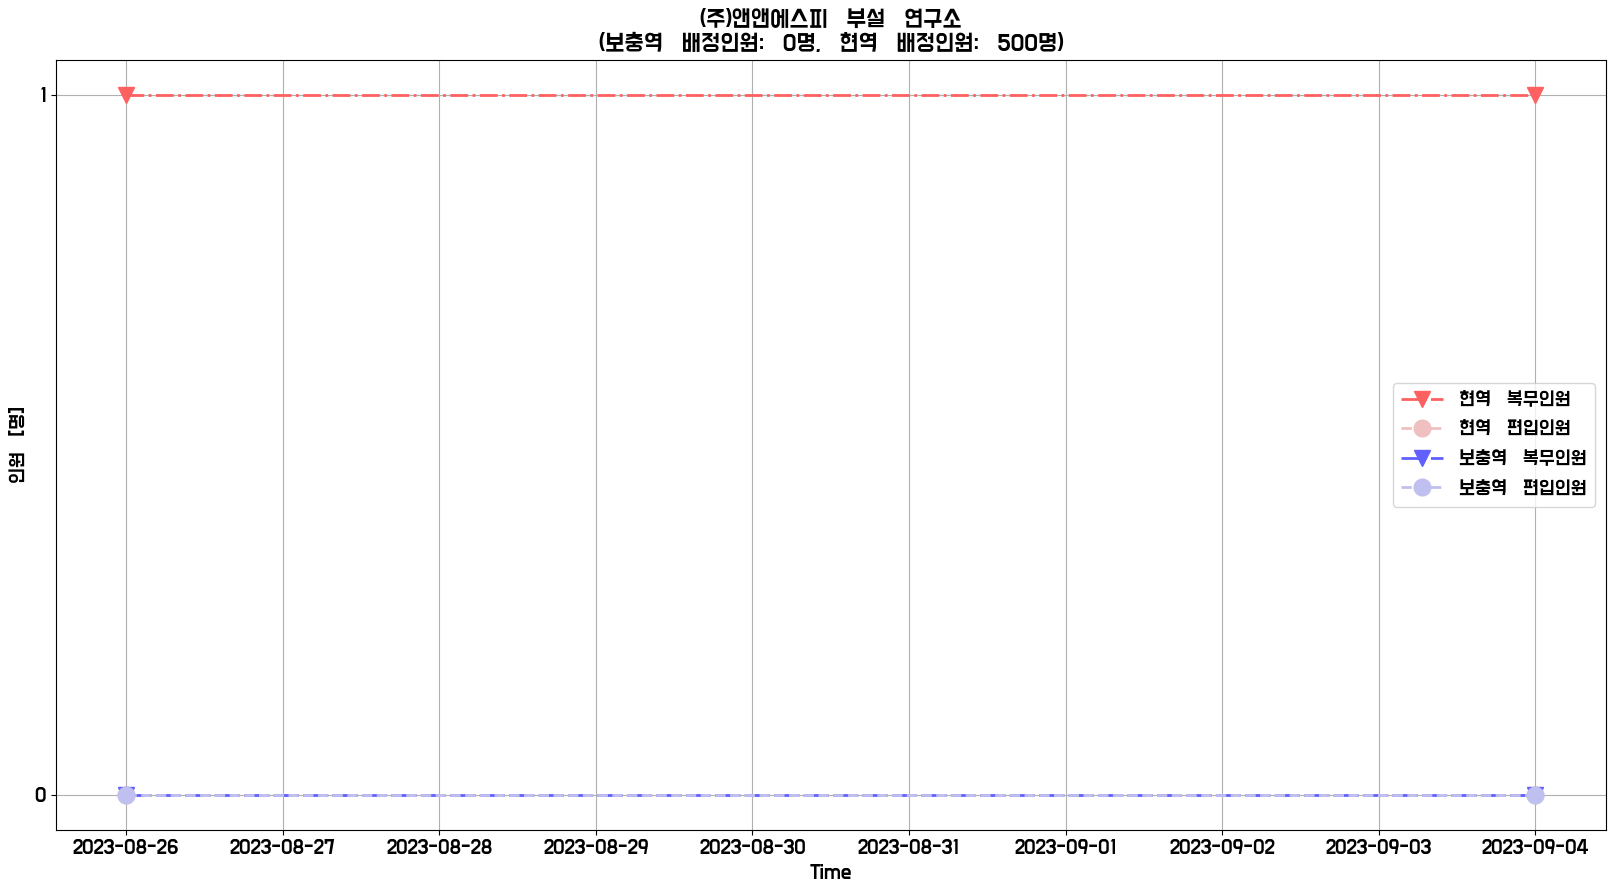 (주)앤앤에스피 부설 연구소
(보충역 배정인원: 0명, 현역 배정인원: 500명)
1
인원 [명]
현역 복무인원
현역 편입인원
보충역 복무인원
보충역 편입인원
0
2023-08-26 2023-08-27 2023-08-28 2023-08-29 2023-08-30 2023-08-31 2023-09-01 2023-09-02 2023-09-03 2023-09-04
Time